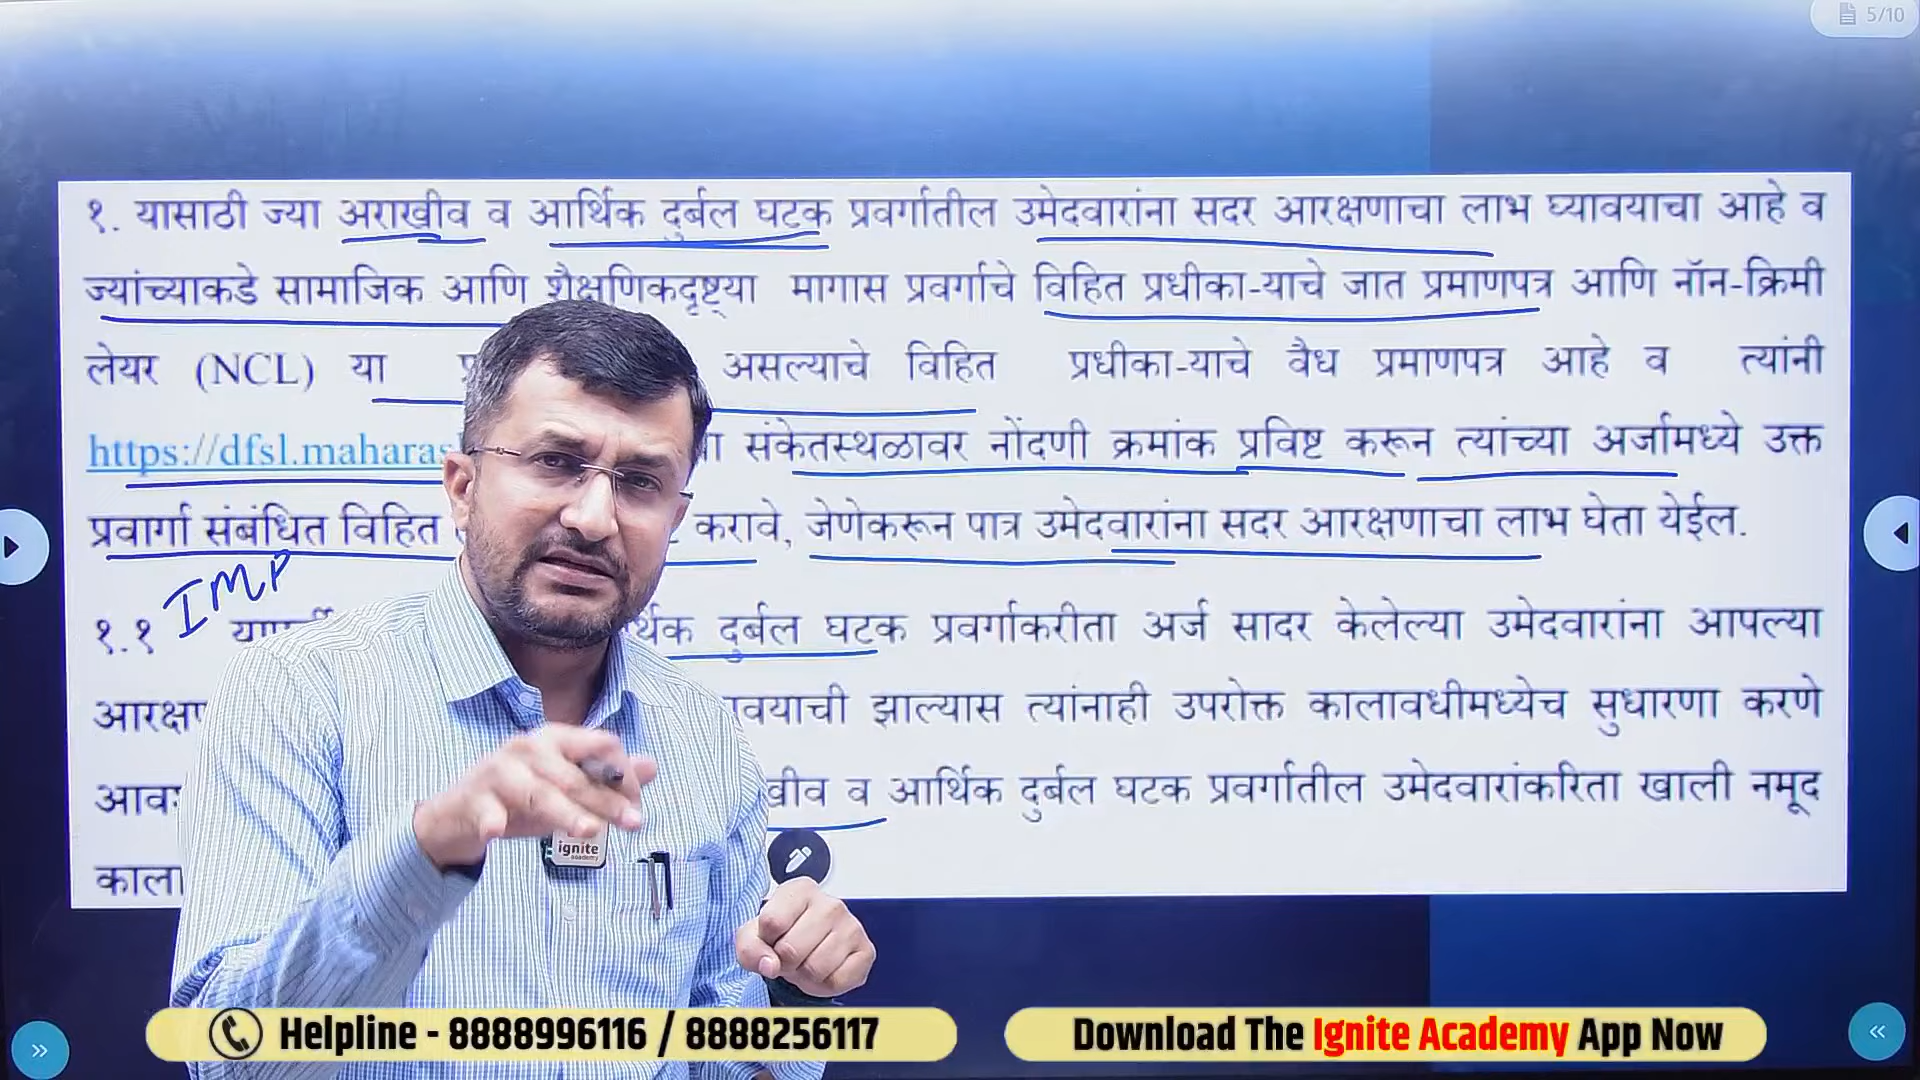 5/10
१. यासाठी ज्या अराखीव व आर्थिक दुर्बल घटक प्रवर्गातील उमेदवारांना सदर आरक्षणाचा लाभ घ्यावयाचा आहे व
ज्यांच्याकडे सामाजिक आणि शैक्षणिकदृष्ट्या मागास प्रवर्गाचे विहित प्रधीका-याचे जात प्रमाणपत्र आणि नॉन-क्रिमी
लेयर (NCL) या असल्याचे विहित प्रधीका-याचे वैध प्रमाणपत्र आहे व त्यांनी
https://dfsl.maharas संकेतस्थळावर नोंदणी क्रमांक प्रविष्ट करून त्यांच्या अर्जामध्ये उक्त
प्रवार्गा संबंधित विहित करावे, जेणेकरून पात्र उमेदवारांना सदर आरक्षणाचा लाभ घेता येईल.
IMP
१.१ र्थिक दुर्बल घटक प्रवर्गाकरीता अर्ज सादर केलेल्या उमेदवारांना आपल्या
आरक्ष वयाची झाल्यास त्यांनाही उपरोक्त कालावधीमध्येच सुधारणा करणे
आव खीव व आर्थिक दुर्बल घटक प्रवर्गातील उमेदवारांकरिता खाली नमूद
काला
ignite
academy
Helpline - 8888996116 / 8888256117
Download The Ignite Academy App Now